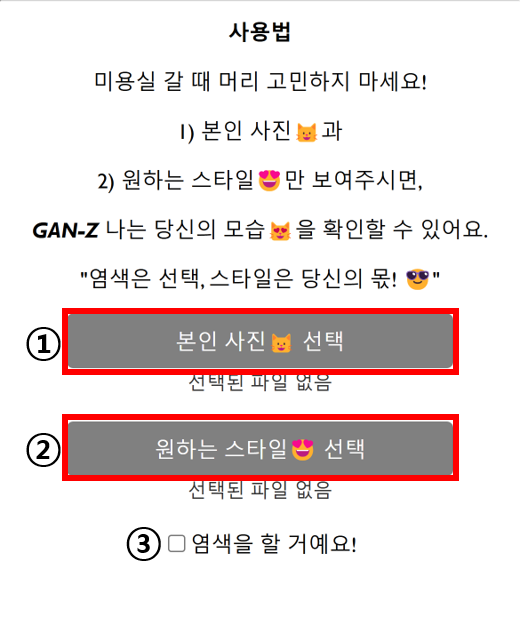 사용법
미용실 갈 때 머리 고민하지 마세요!
1) 본인 사진😺과
2) 원하는 스타일😍만 보여주시면,
GAN-Z 나는 당신의 모습😻을 확인할 수 있어요.
"염색은 선택, 스타일은 당신의 몫! 😎"
① 본인 사진😺 선택
선택된 파일 없음
② 원하는 스타일😍 선택
선택된 파일 없음
③ 염색을 할 거예요!